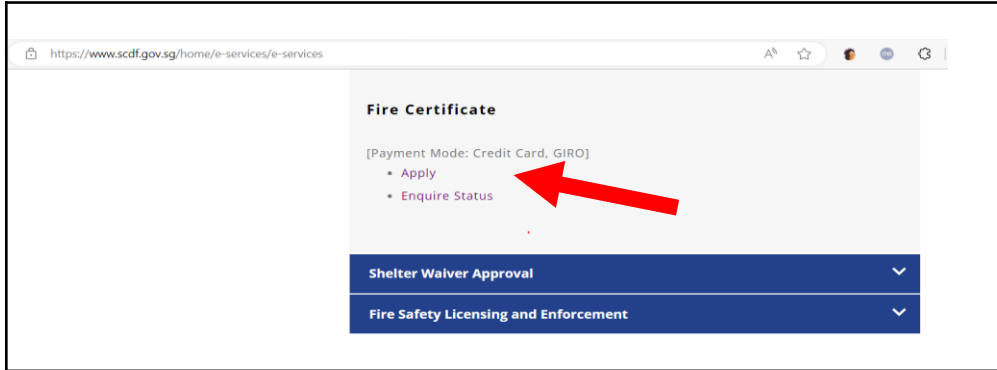 https://www.scdf.gov.sg/home/e-services/e-services
Fire Certificate
[Payment Mode: Credit Card, GIRO]
• Apply
• Enquire Status
Shelter Waiver Approval
Fire Safety Licensing and Enforcement